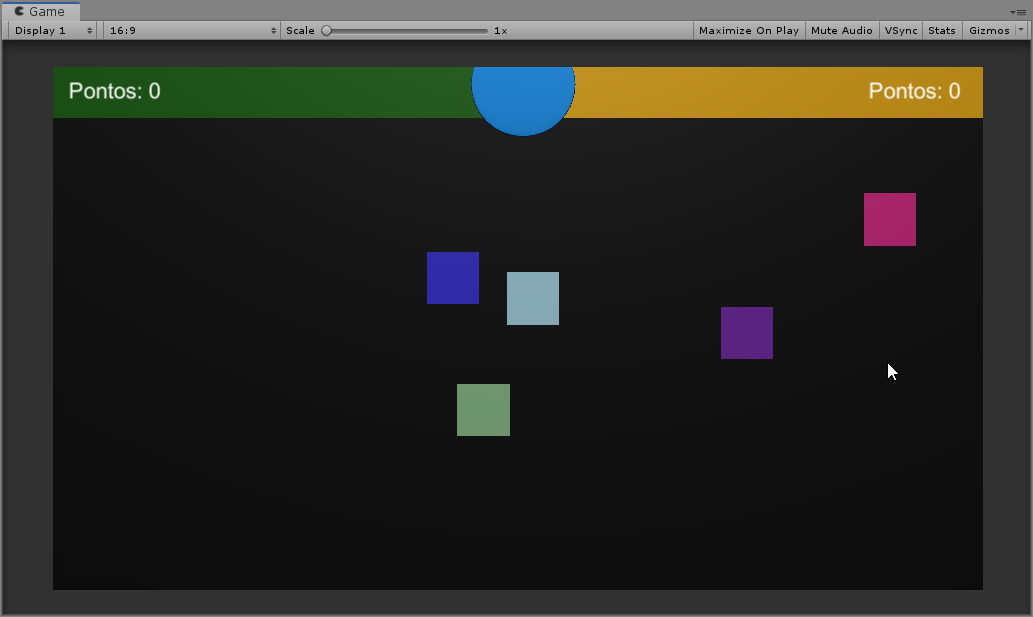 Game
Display 1 16:9 Scale 1x Maximize On Play Mute Audio VSync Stats Gizmos
Pontos: 0 Pontos: 0